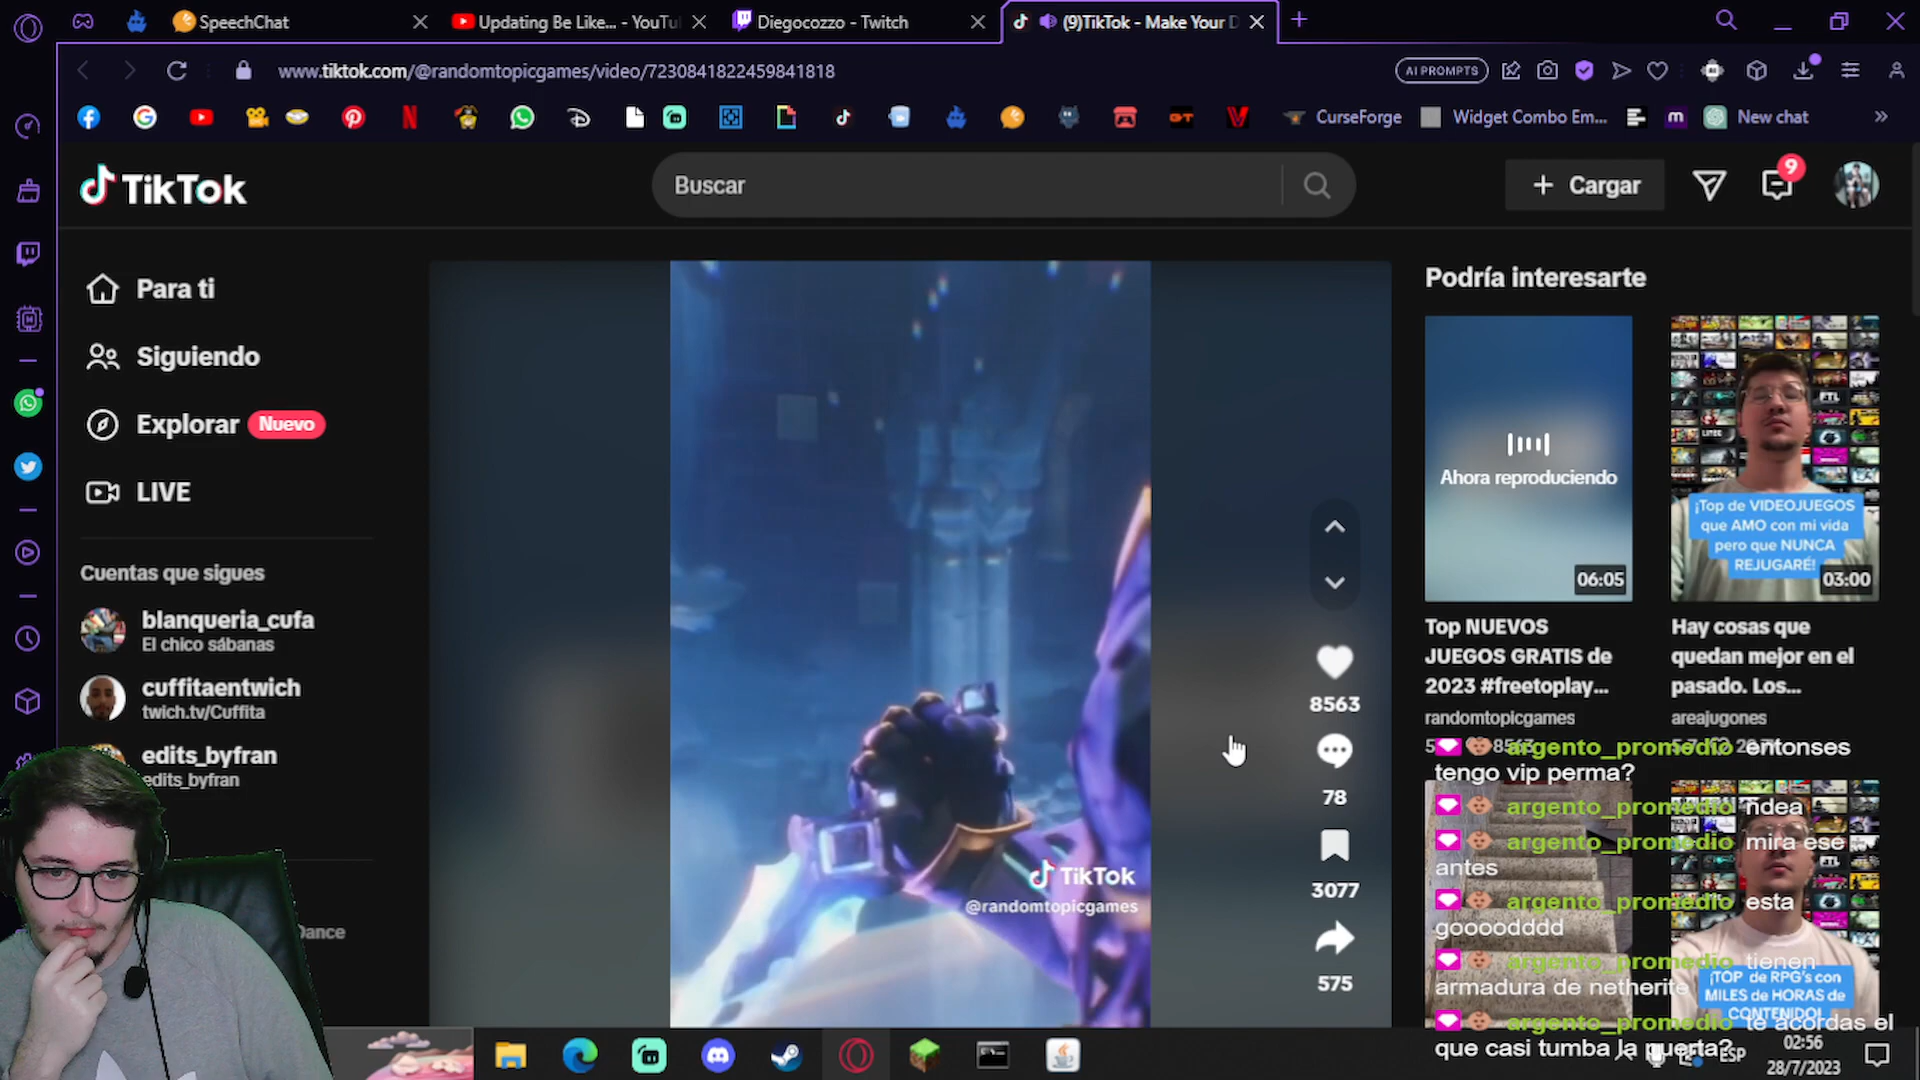 SpeechChat
Updating Be Like... - YouTu
Diegocozzo - Twitch
(9)TikTok - Make Your D
www.tiktok.com/@randomtopicgames/video/7230841822459841818
AI PROMPTS
CurseForge
Widget Combo Em...
New chat
TikTok
Buscar
Cargar
9
Para ti
Siguiendo
Explorar Nuevo
LIVE
Cuentas que sigues
blanqueria_cufa
El chico sábanas
cuffitaentwich
twich.tv/Cuffita
edits_byfran
edits_byfran
Dance
TikTok
@randomtopicgames
8563
78
3077
575
Podría interesarte
Ahora reproduciendo
06:05
Top NUEVOS
JUEGOS GRATIS de
2023 #freetoplay...
randomtopicgames
¡Top de VIDEOJUEGOS
que AMO con mi vida
pero que NUNCA
REJUGARÉ!
03:00
Hay cosas que
quedan mejor en el
pasado. Los...
areajugones
argento_promedio entonses
tengo vip perma?
argento_promedio ndea
argento_promedio mira ese
antes
argento_promedio esta
goooodddd
argento_promedio tienen
armadura de netherite
argento_promedio te acordas el
que casi tumba la puerta?
¡TOP de RPG's con
MILES de HORAS de
CONTENIDO!
ESP
02:56
28/7/2023